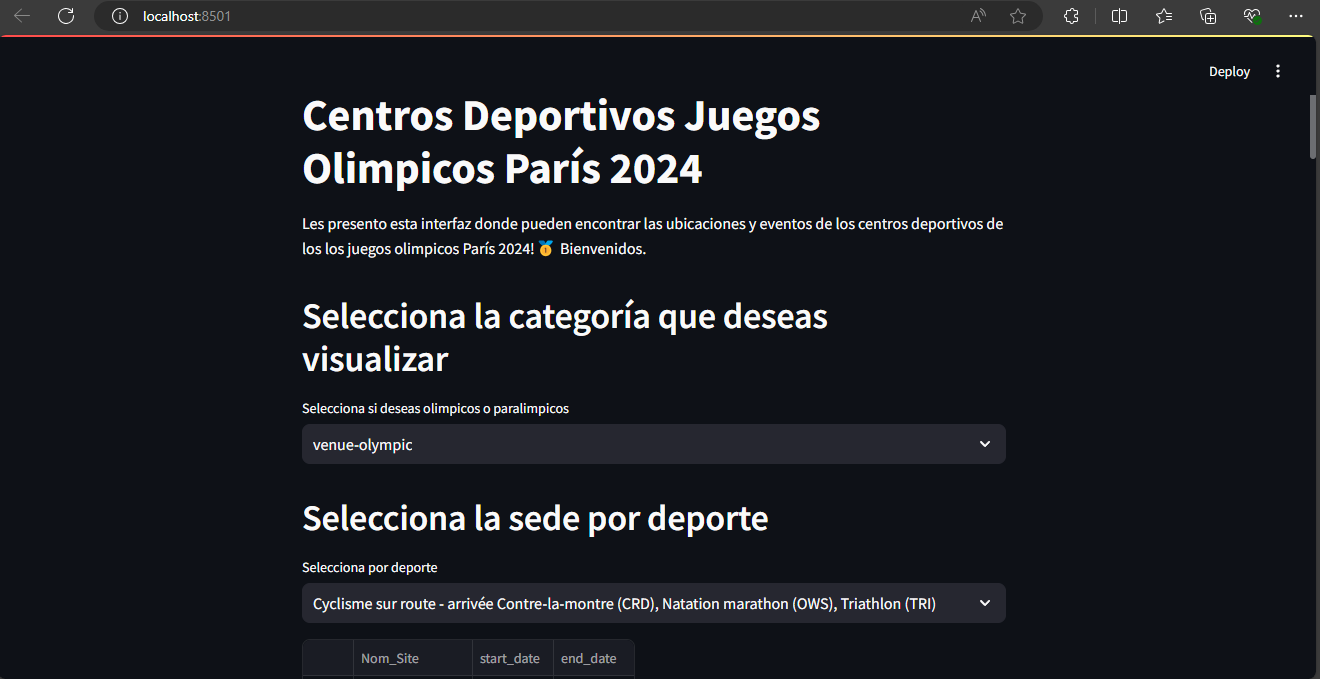 localhost:8501
Deploy
Centros Deportivos Juegos
Olimpicos París 2024
Les presento esta interfaz donde pueden encontrar las ubicaciones y eventos de los centros deportivos de
los los juegos olimpicos París 2024! 🥇 Bienvenidos.
Selecciona la categoría que deseas
visualizar
Selecciona si deseas olimpicos o paralimpicos
venue-olympic
Selecciona la sede por deporte
Selecciona por deporte
Cyclisme sur route - arrivée Contre-la-montre (CRD), Natation marathon (OWS), Triathlon (TRI)
Nom_Site start_date end_date